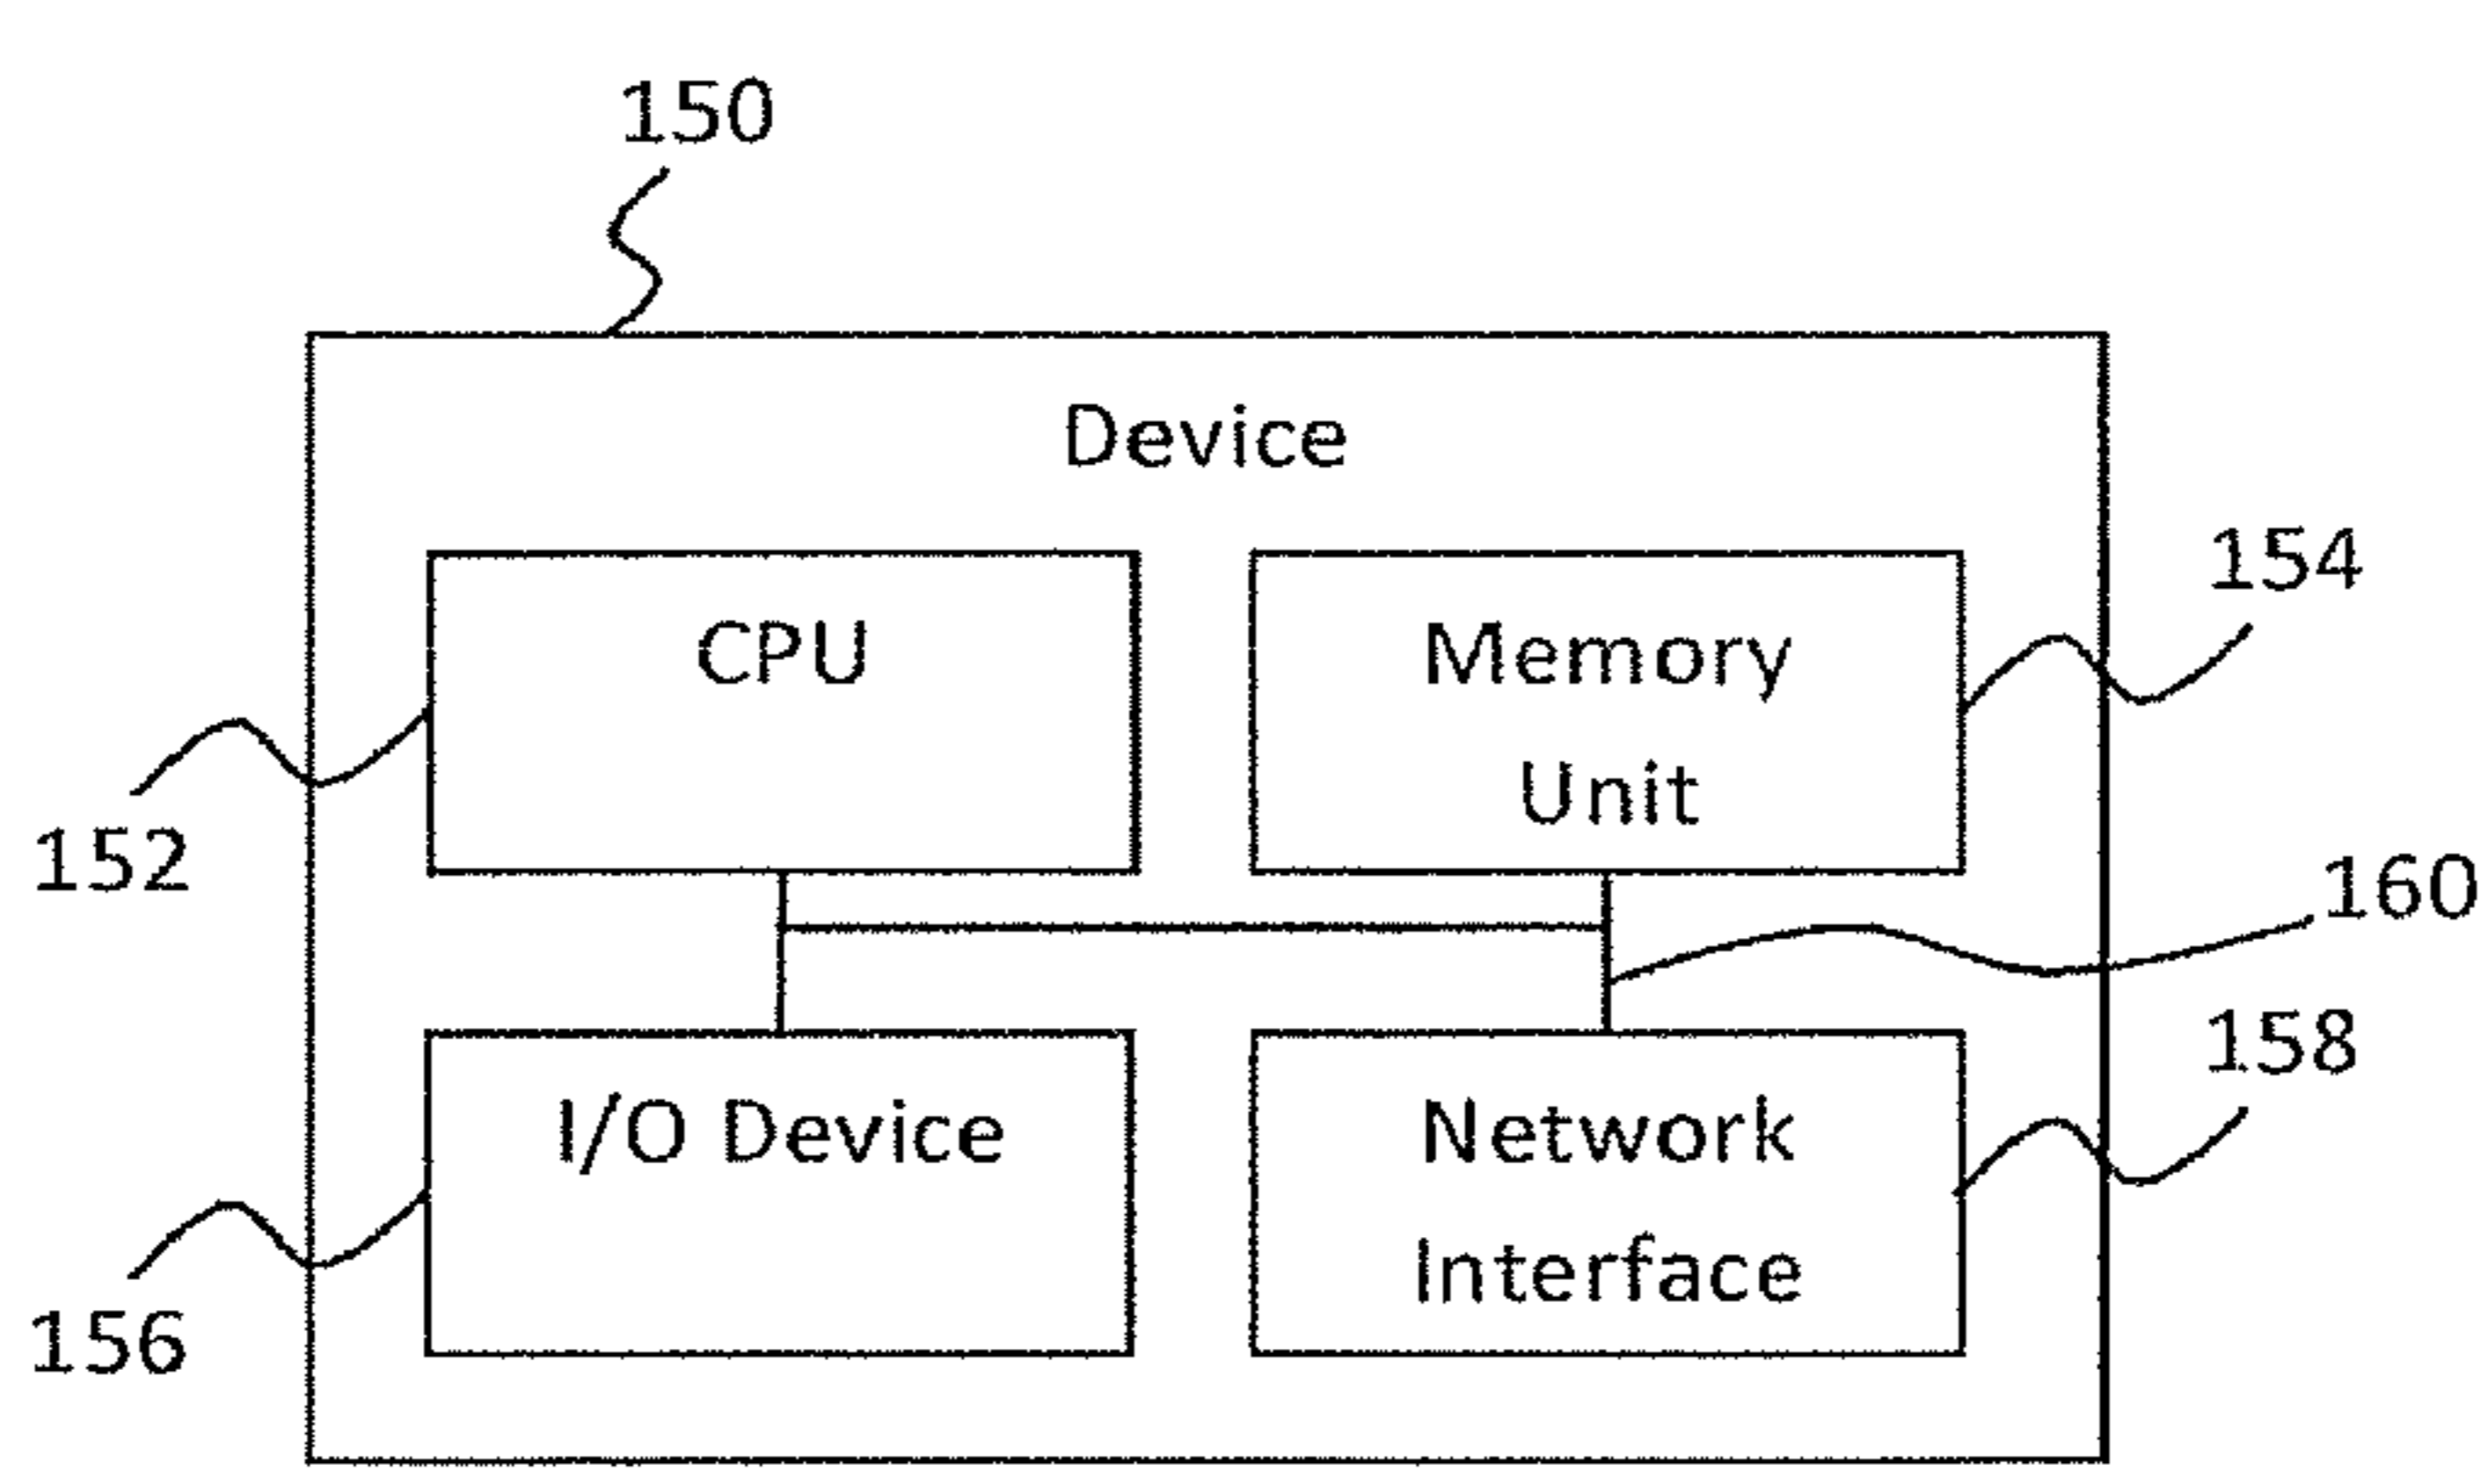 150
Device
154
CPU
Memory
Unit
152
160
158
I/O Device
Network
Interface
156